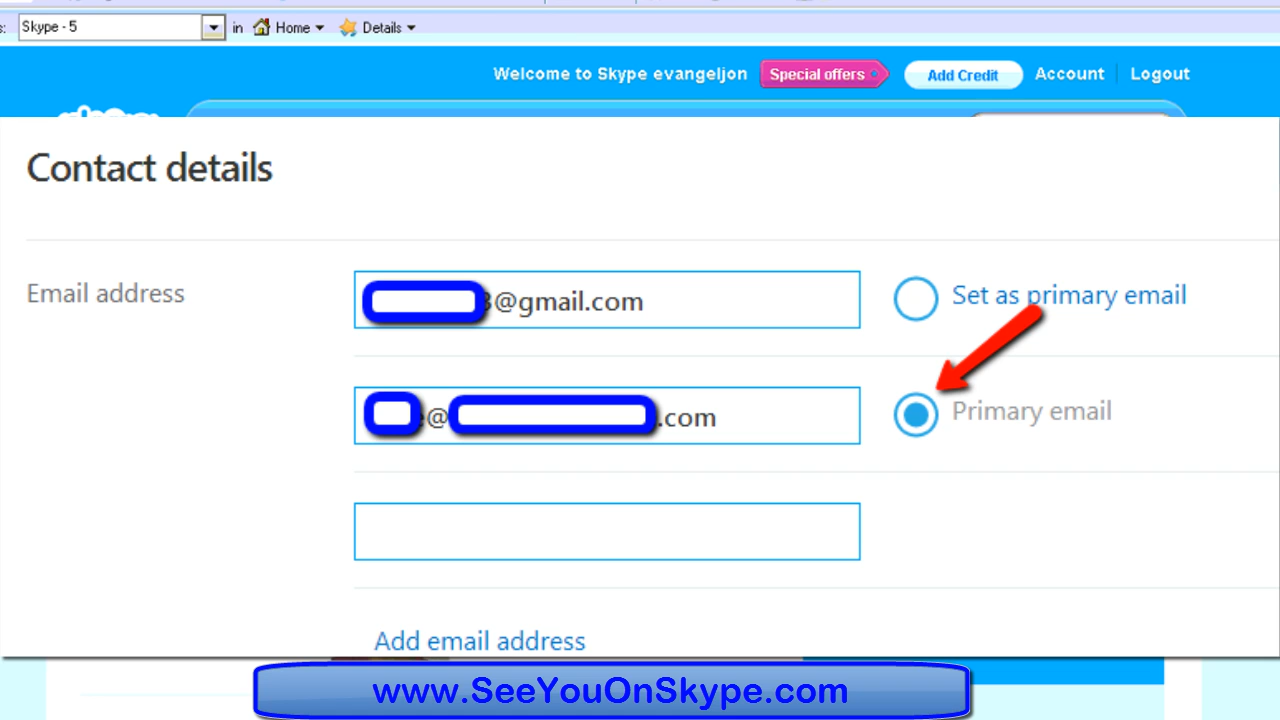 s: Skype - 5 in Home Details
Welcome to Skype evangeljon Special offers Add Credit Account Logout
Contact details
Email address
3@gmail.com
Set as primary email
e@ .com
Primary email
Add email address
www.SeeYouOnSkype.com